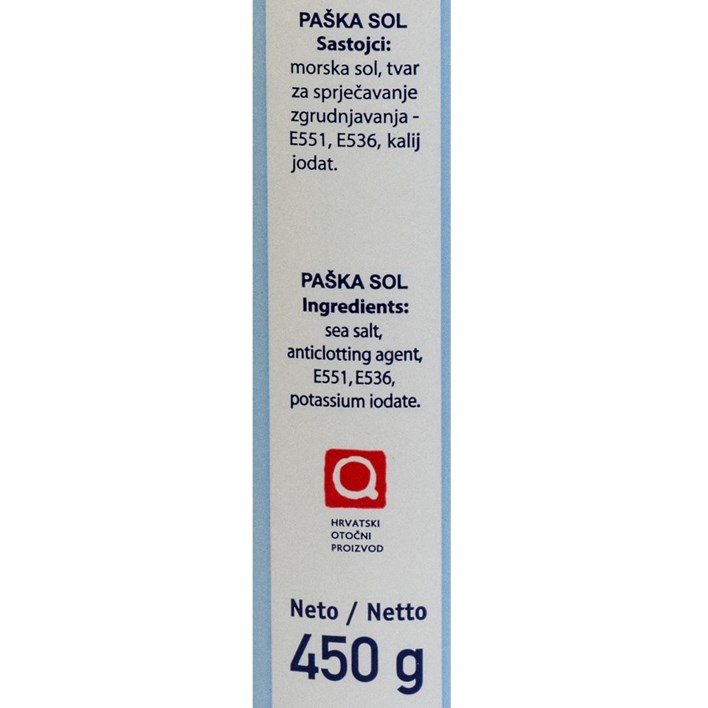 PAŠKA SOL
Sastojci:
morska sol, tvar
za sprječavanje
zgrudnjavanja -
E551, E536, kalij
jodat.
PAŠKA SOL
Ingredients:
sea salt,
anticlotting agent,
E551, E536,
potassium iodate.
HRVATSKI
OTOČNI
PROIZVOD
Neto / Netto
450 g